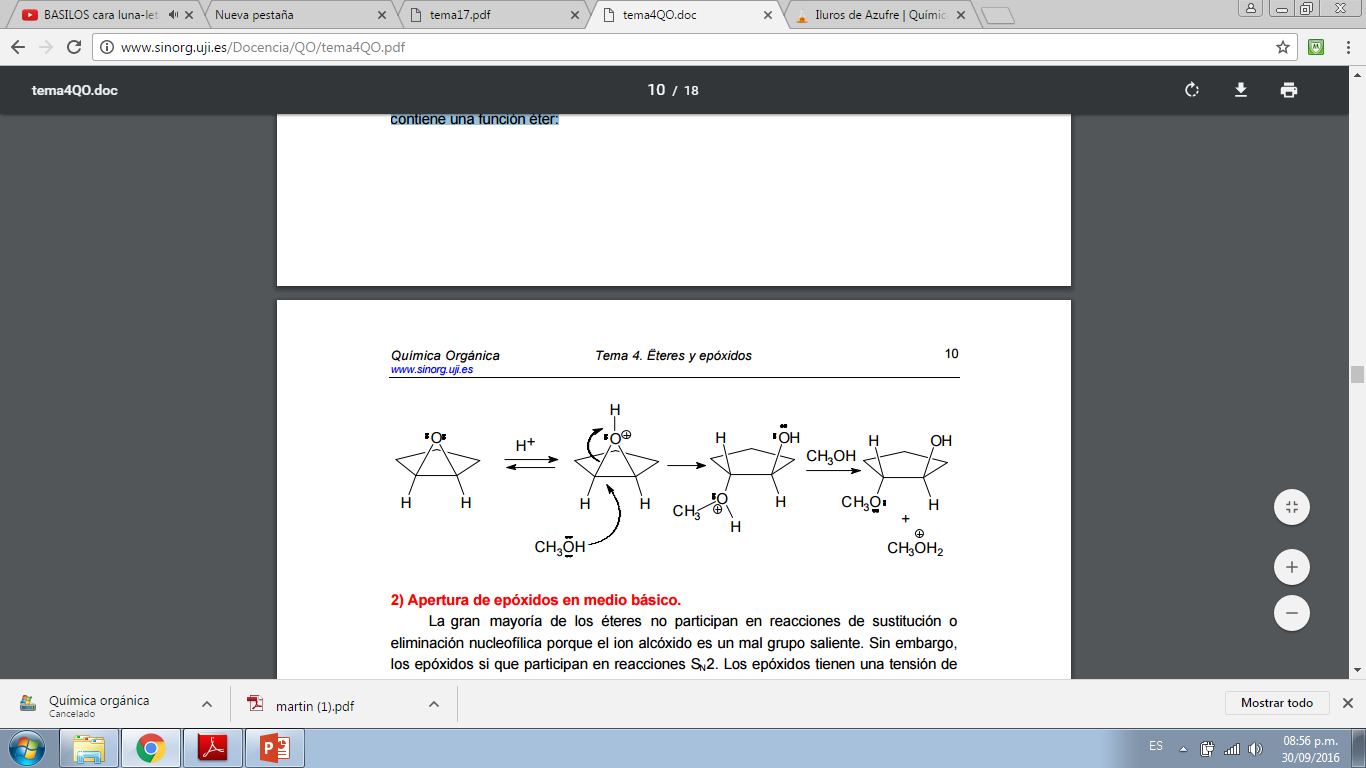 BASILOS cara luna-let
Nueva pestaña
tema17.pdf
tema4QO.doc
Iluros de Azufre | Químic
www.sinorg.uji.es/Docencia/QO/tema4QO.pdf
tema4QO.doc
10 / 18
contiene una función éter:
Química Orgánica
Tema 4. Ëteres y epóxidos
10
www.sinorg.uji.es
H
O
H+
O
H
OH
CH3OH
H
OH
H
H
H
H
CH3
O
H
H
CH3O
H
+
CH3OH
CH3OH2
2) Apertura de epóxidos en medio básico.
La gran mayoría de los éteres no participan en reacciones de sustitución o
eliminación nucleofílica porque el ion alcóxido es un mal grupo saliente. Sin embargo,
los epóxidos si que participan en reacciones SN2. Los epóxidos tienen una tensión de
Química orgánica
Cancelado
martin (1).pdf
Mostrar todo
ES
08:56 p.m.
30/09/2016